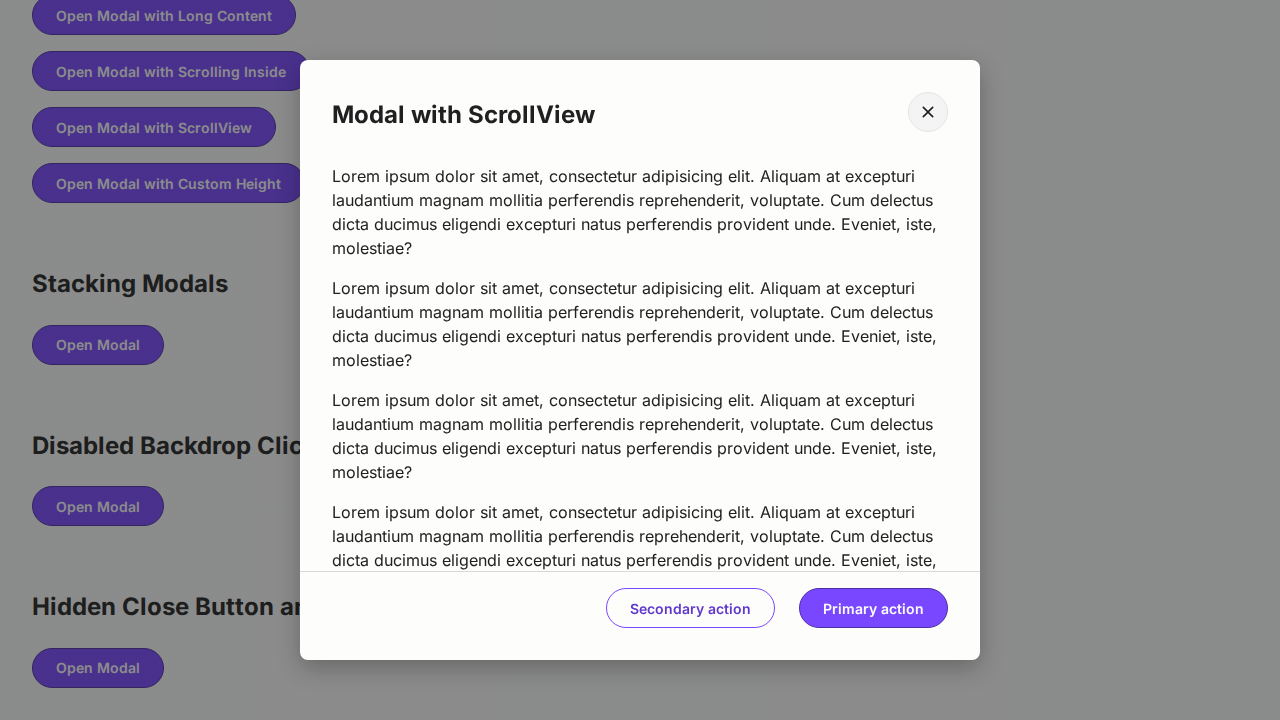 Open Modal with Long Content
Open Modal with Scrolling Inside
Open Modal with ScrollView
Open Modal with Custom Height
Stacking Modals
Open Modal
Disabled Backdrop
Open Modal
Hidden Close Button
Open Modal
Modal with ScrollView
Lorem ipsum dolor sit amet, consectetur adipisicing elit. Aliquam at excepturi
laudantium magnam mollitia perferendis reprehenderit, voluptate. Cum delectus
dicta ducimus eligendi excepturi natus perferendis provident unde. Eveniet, iste,
molestiae?
Lorem ipsum dolor sit amet, consectetur adipisicing elit. Aliquam at excepturi
laudantium magnam mollitia perferendis reprehenderit, voluptate. Cum delectus
dicta ducimus eligendi excepturi natus perferendis provident unde. Eveniet, iste,
molestiae?
Lorem ipsum dolor sit amet, consectetur adipisicing elit. Aliquam at excepturi
laudantium magnam mollitia perferendis reprehenderit, voluptate. Cum delectus
dicta ducimus eligendi excepturi natus perferendis provident unde. Eveniet, iste,
molestiae?
Lorem ipsum dolor sit amet, consectetur adipisicing elit. Aliquam at excepturi
laudantium magnam mollitia perferendis reprehenderit, voluptate. Cum delectus
dicta ducimus eligendi excepturi natus perferendis provident unde. Eveniet, iste,
Secondary action
Primary action